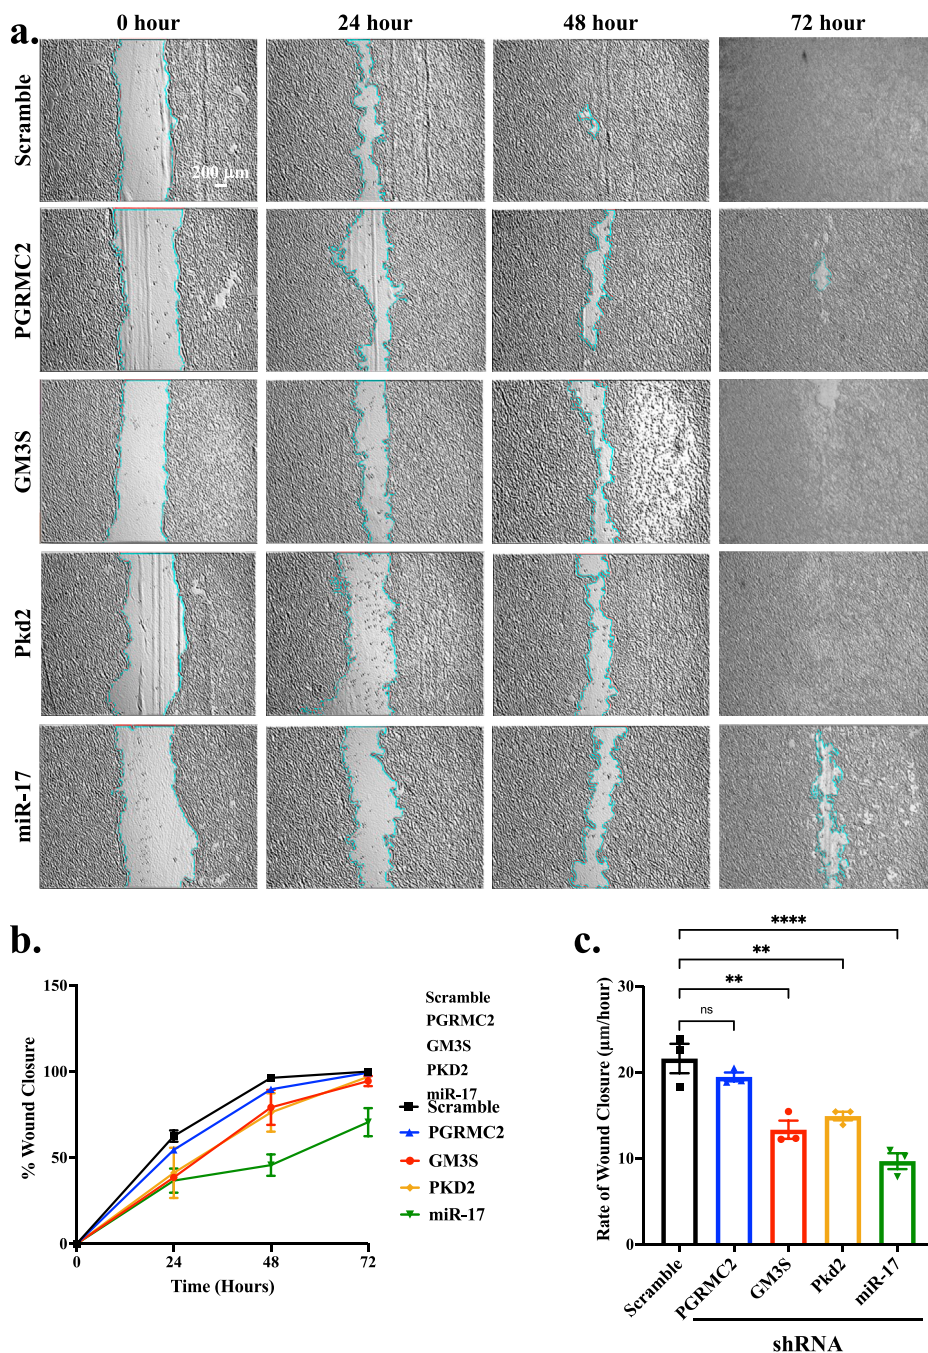 a.
0 hour 24 hour 48 hour 72 hour
Scramble
200 μm
PGRMC2
GM3S
Pkd2
miR-17
b.
% Wound Closure
150
100
50
0
0 24 48 72
Time (Hours)
Scramble
PGRMC2
GM3S
PKD2
miR-17
Scramble
PGRMC2
GM3S
PKD2
miR-17
c.
****
**
**
ns
Rate of Wound Closure (μm/hour)
30
20
10
0
Scramble PGRMC2 GM3S Pkd2 miR-17
shRNA